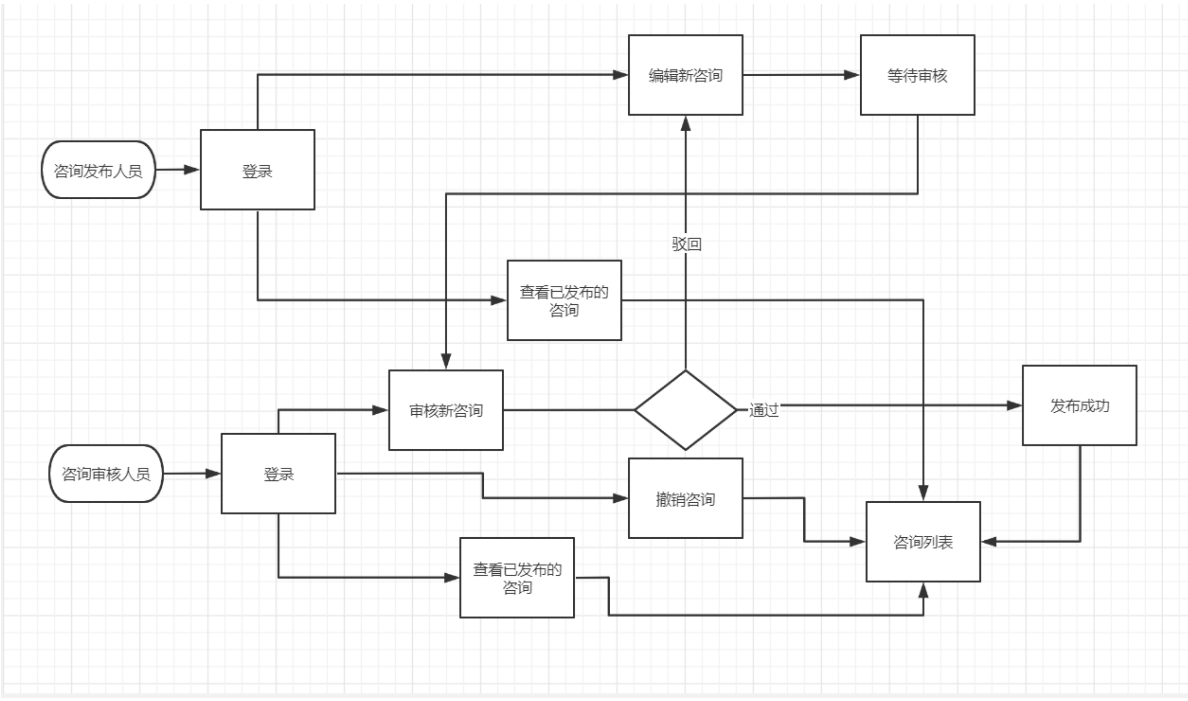 编辑新咨询
等待审核
咨询发布人员
登录
驳回
查看已发布的
咨询
审核新咨询
通过
发布成功
咨询审核人员
登录
撤销咨询
咨询列表
查看已发布的
咨询